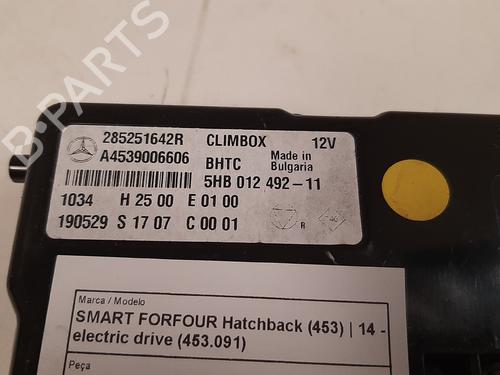 B-PARTS
285251642R CLIMBOX 12V
A4539006606 BHTC Made in
Bulgaria
5HB 012 492-11
1034 H 25 00 E 01 00
190529 S 17 07 C 00 01
R
Marca / Modelo
SMART FORFOUR Hatchback (453) | 14 -
electric drive (453.091)
Peça